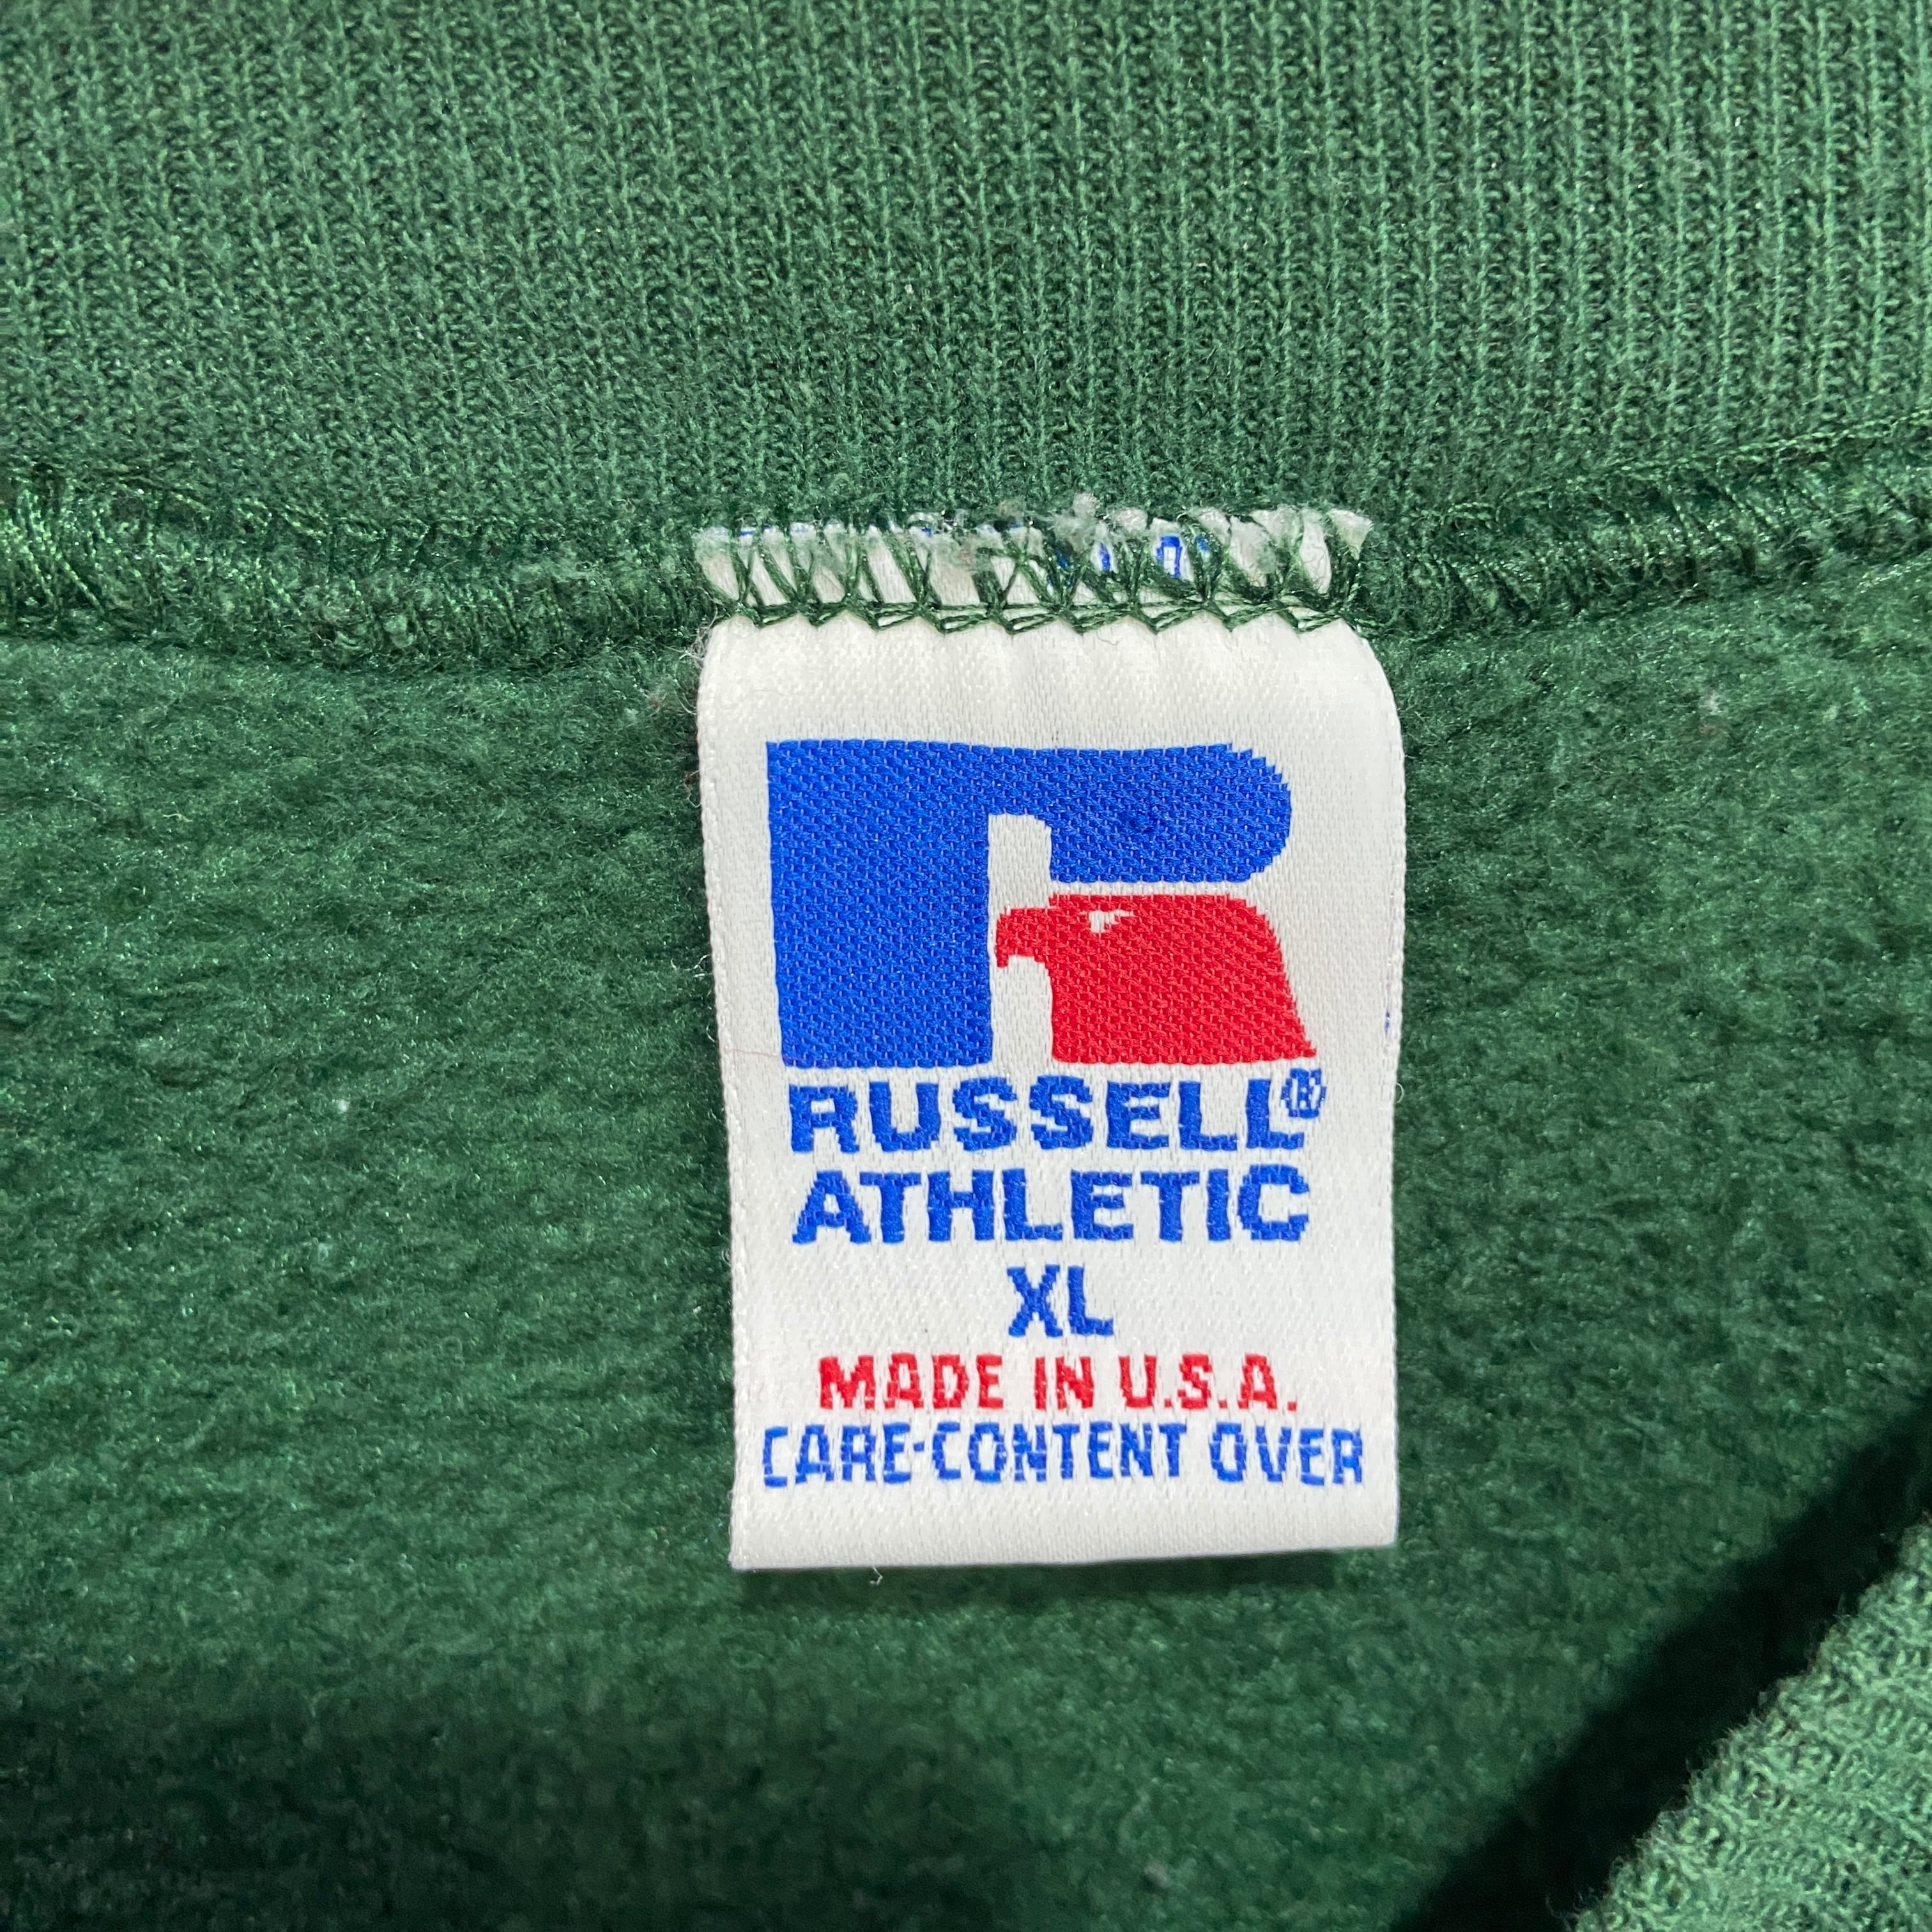 RUSSELL®
ATHLETIC
XL
MADE IN U.S.A.
CARE-CONTENT OVER